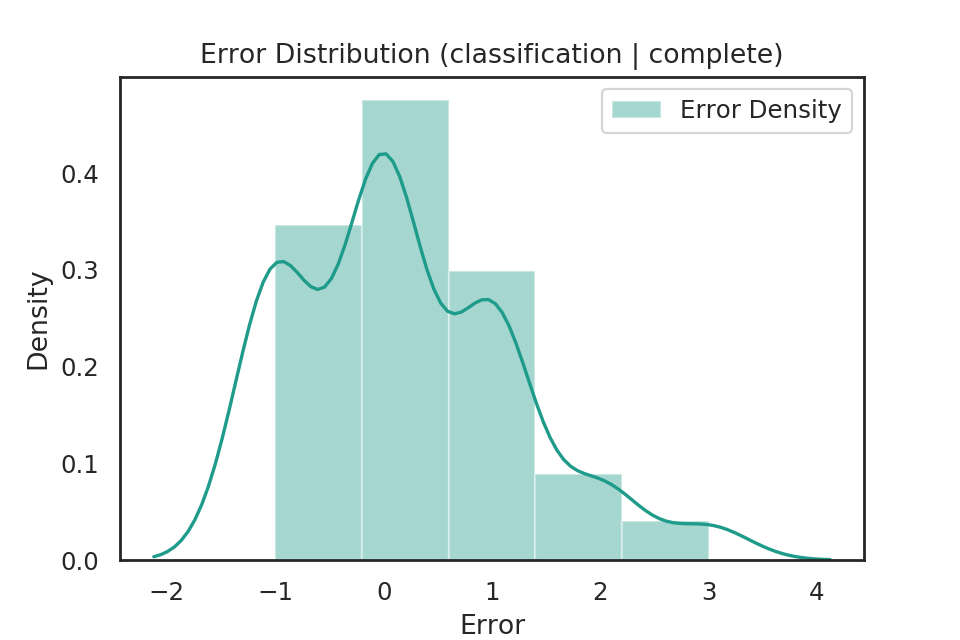 Error Distribution (classification | complete)
Error Density
Density
0.4
0.3
0.2
0.1
0.0
−2 −1 0 1 2 3 4
Error